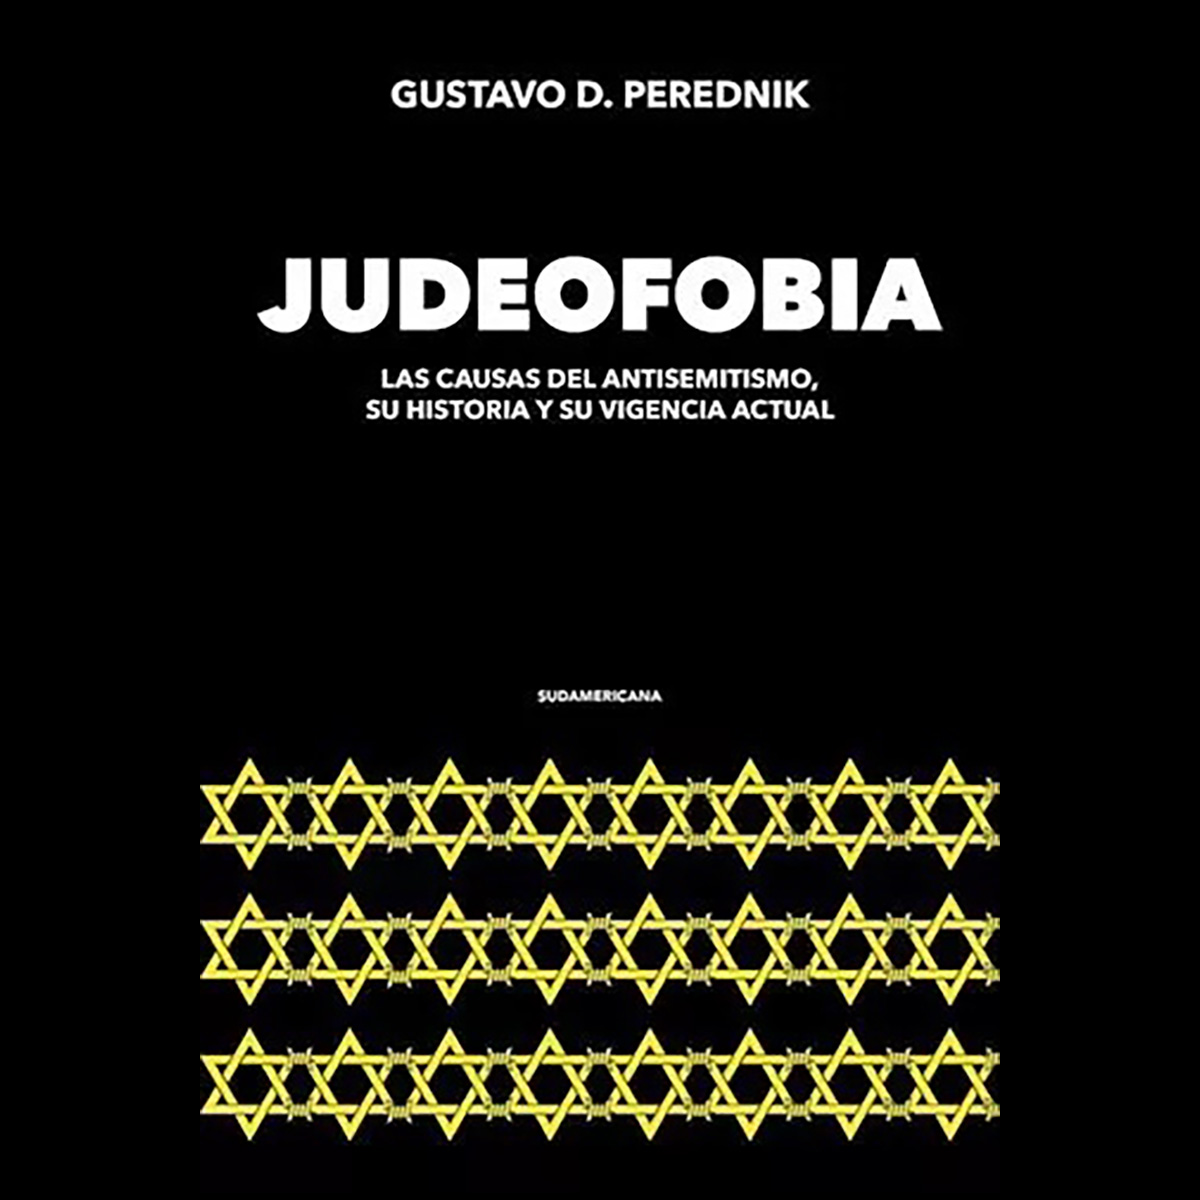 GUSTAVO D. PEREDNIK
JUDEOFOBIA
LAS CAUSAS DEL ANTISEMITISMO,
SU HISTORIA Y SU VIGENCIA ACTUAL
SUDAMERICANA